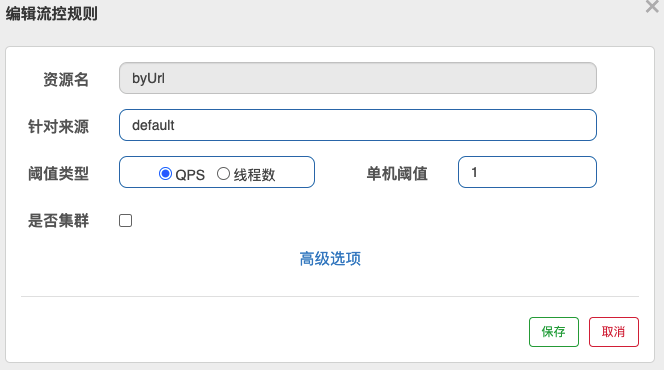 编辑流控规则
资源名 byUrl
针对来源 default
阈值类型 QPS 线程数 单机阈值 1
是否集群
高级选项
保存 取消